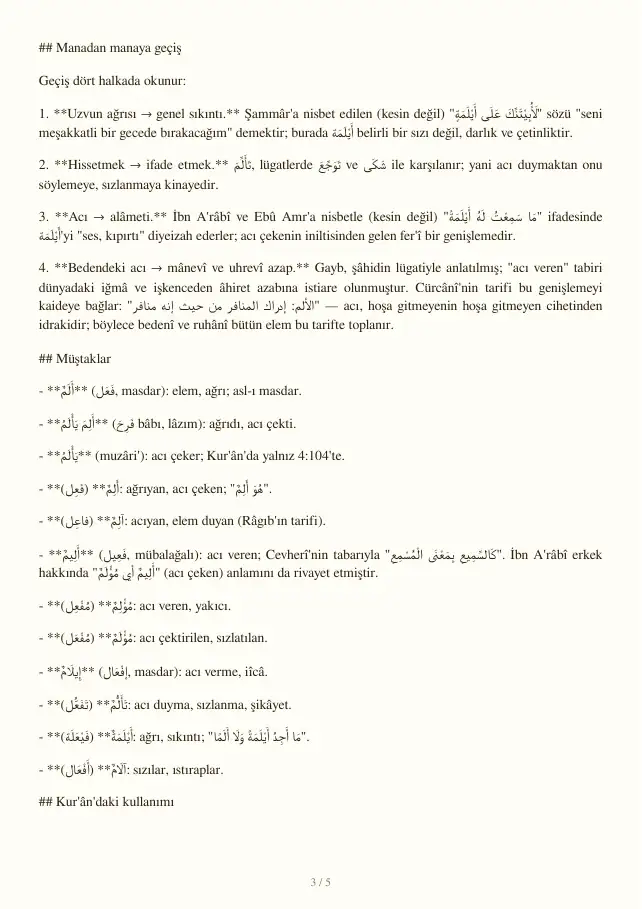 ## Manadan manaya geçiş
Geçiş dört halkada okunur:
1. **Uzvun ağrısı → genel sıkıntı.** Şammâr'a nisbet edilen (kesin değil) "لَأُبِيْتَنَّكَ عَلَى أَيْلَمَةٍ" sözü "seni
meşakkatli bir gecede bırakacağım" demektir; burada أَيْلَمَة belirli bir sızı değil, darlık ve çetinliktir.
2. **Hissetmek → ifade etmek.** تَأَلَّمَ, lügatlerde تَوَجَّعَ ve شَكَى ile karşılanır; yani acı duymaktan onu
söylemeye, sızlanmaya kinayedir.
3. **Acı → alâmeti.** İbn A'râbî ve Ebû Amr'a nisbetle (kesin değil) "مَا سَمِعْتُ لَهُ أَيْلَمَةً" ifadesinde
أَيْلَمَة'yi "ses, kıpırtı" diyeizah ederler; acı çekenin iniltisinden gelen fer'î bir genişlemedir.
4. **Bedendeki acı → mânevî ve uhrevî azap.** Gayb, şâhidin lügatiyle anlatılmış; "acı veren" tabiri
dünyadaki iğmâ ve işkenceden âhiret azabına istiare olunmuştur. Cürcânî'nin tarifi bu genişlemeyi
kaideye bağlar: "الألم: إدراك المنافر من حيث إنه منافر" — acı, hoşa gitmeyenin hoşa gitmeyen cihetinden
idrakidir; böylece bedenî ve ruhânî bütün elem bu tarifte toplanır.
## Müştaklar
- **أَلَمٌ** (فَعَل, masdar): elem, ağrı; asl-ı masdar.
- **أَلِمَ يَأْلَمُ** (فَرِحَ bâbı, lâzım): ağrıdı, acı çekti.
- **يَأْلَمُ** (muzâri'): acı çeker; Kur'ân'da yalnız 4:104'te.
- **أَلِمٌ** (فَعِل): ağrıyan, acı çeken; "هُوَ أَلِمٌ".
- **آلِمٌ** (فاعِل): acıyan, elem duyan (Râgıb'ın tarifi).
- **أَلِيمٌ** (فَعِيل, mübalağalı): acı veren; Cevherî'nin tabarıyla "كَالسَّمِيعِ بِمَعْنَى الْمُسْمِعِ". İbn A'râbî erkek
hakkında "أَلِيمٌ أي مُؤْلَمٌ" (acı çeken) anlamını da rivayet etmiştir.
- **مُؤْلِمٌ** (مُفْعِل): acı veren, yakıcı.
- **مُؤْلَمٌ** (مُفْعَل): acı çektirilen, sızlatılan.
- **إِيلَامٌ** (إِفْعَال, masdar): acı verme, iîcâ.
- **تَأَلُّمٌ** (تَفَعُّل): acı duyma, sızlanma, şikâyet.
- **أَيْلَمَةٌ** (فَيْعَلَة): ağrı, sıkıntı; "مَا أَجِدُ أَيْلَمَةً وَلَا أَلَمًا".
- **آلَامٌ** (أَفْعَال): sızılar, ıstıraplar.
## Kur'ân'daki kullanımı
3 / 5